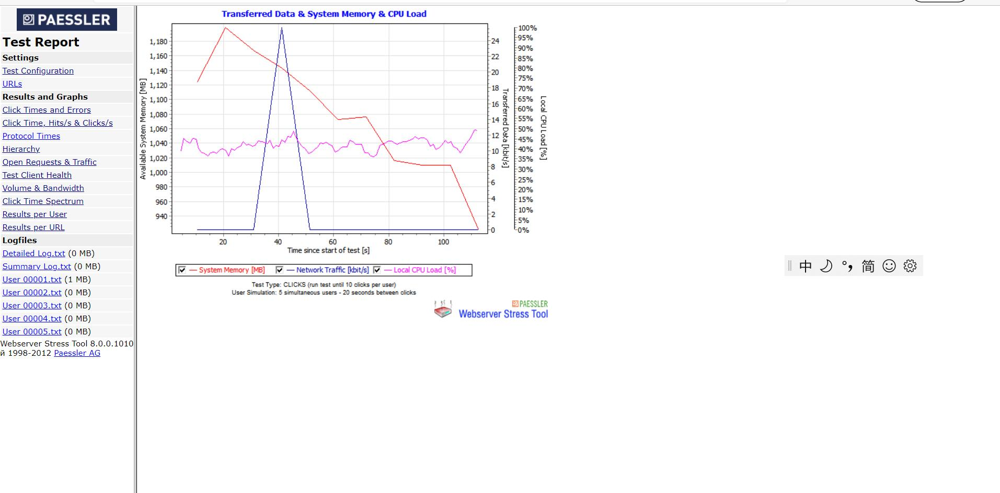 PAESSLER
Test Report
Settings
Test Configuration
URLs
Results and Graphs
Click Times and Errors
Click Time, Hits/s & Clicks/s
Protocol Times
Hierarchy
Open Requests & Traffic
Test Client Health
Volume & Bandwidth
Click Time Spectrum
Results per User
Results per URL
Logfiles
Detailed Log.txt (0 MB)
Summary Log.txt (0 MB)
User 00001.txt (1 MB)
User 00002.txt (0 MB)
User 00003.txt (0 MB)
User 00004.txt (0 MB)
User 00005.txt (0 MB)
Webserver Stress Tool 8.0.0.1010
й 1998-2012 Paessler AG
Transferred Data & System Memory & CPU Load
Available System Memory [MB]
1,180
1,160
1,140
1,120
1,100
1,080
1,060
1,040
1,020
1,000
980
960
940
20
40
60
80
100
Time since start of test [s]
24
22
20
18
16
14
12
10
8
6
4
2
0
Transferred Data [kbit/s]
100%
95%
90%
85%
80%
75%
70%
65%
60%
55%
50%
45%
40%
35%
30%
25%
20%
15%
10%
5%
0%
Local CPU Load [%]
System Memory [MB]
Network Traffic [kbit/s]
Local CPU Load [%]
Test Type: CLICKS (run test until 10 clicks per user)
User Simulation: 5 simultaneous users - 20 seconds between clicks
PAESSLER
Webserver Stress Tool
中 °, 简